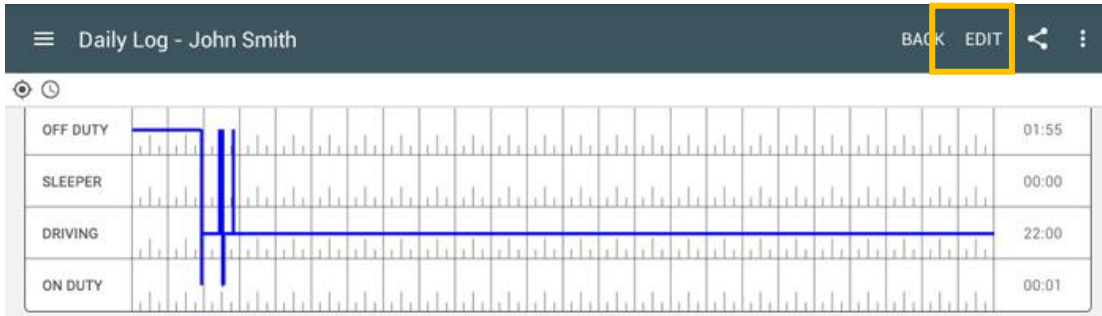 Daily Log - John Smith BACK EDIT
OFF DUTY 01:55
SLEEPER 00:00
DRIVING 22:00
ON DUTY 00:01